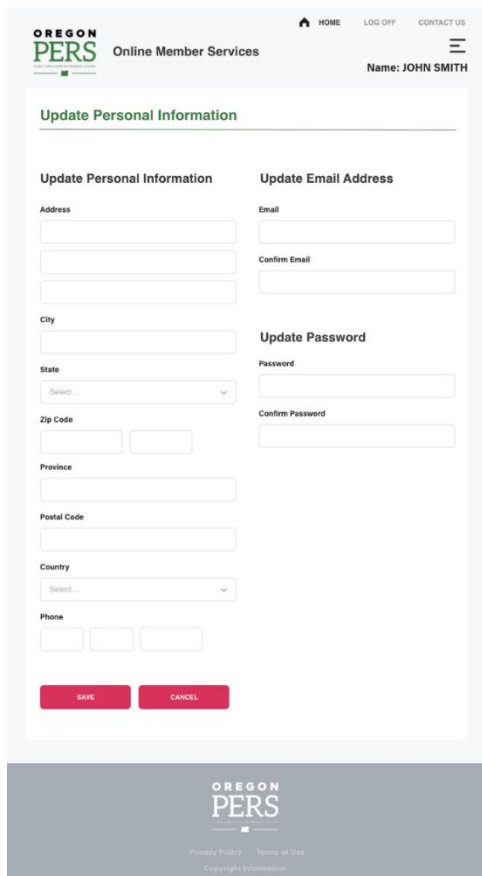 HOME LOG OFF CONTACT US
OREGON
PERS
Online Member Services
Name: JOHN SMITH
Update Personal Information
Update Personal Information
Address
City
State
Select...
Zip Code
Province
Postal Code
Country
Select...
Phone
SAVE CANCEL
Update Email Address
Email
Confirm Email
Update Password
Password
Confirm Password
OREGON
PERS
Privacy Policy Terms of Use
Copyright Information